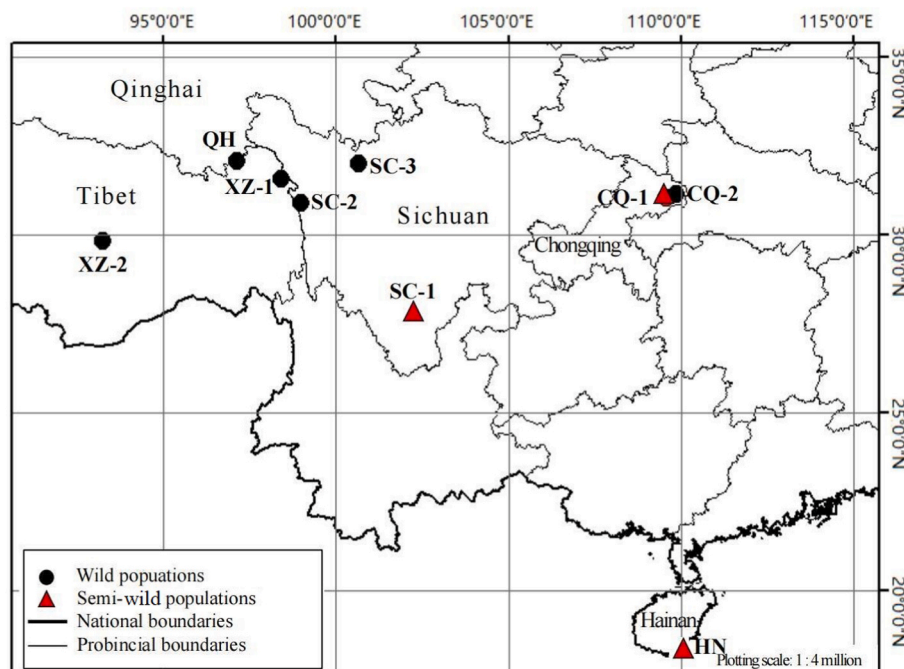 95°0'0"E 100°0'0"E 105°0'0"E 110°0'0"E 115°0'0"E
35°0'0"N
Qinghai
QH
SC-3
XZ-1
Tibet
SC-2
CQ-1 CQ-2
Sichuan
30°0'0"N
Chongqing
XZ-2
SC-1
25°0'0"N
Wild popuations
Semi-wild populations
20°0'0"N
National boundaries
Hainan
Probincial boundaries
HN
Plotting scale: 1 : 4 million